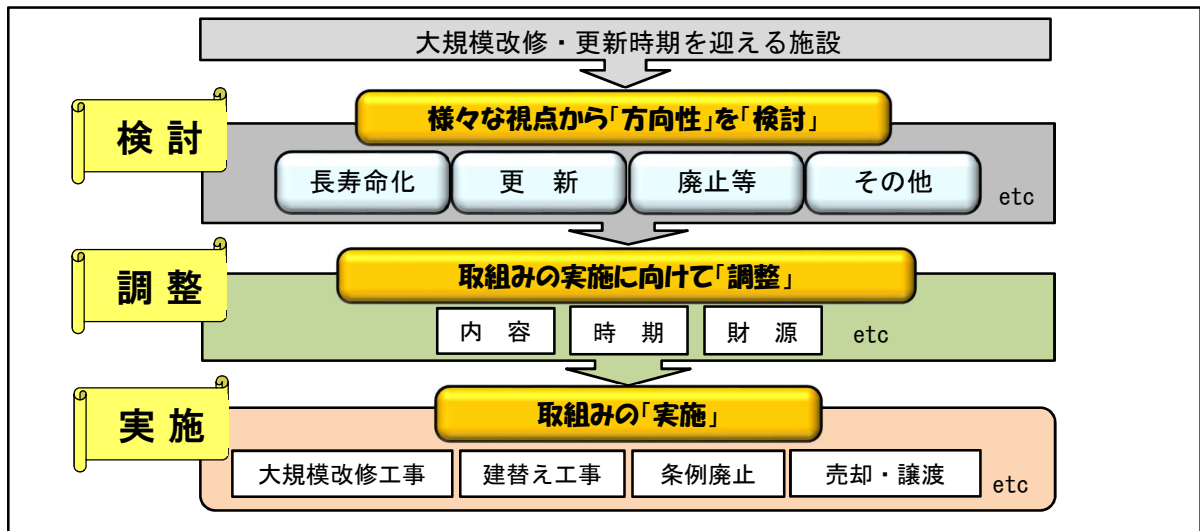 大規模改修・更新時期を迎える施設
検討
様々な視点から「方向性」を「検討」
長寿命化 更 新 廃止等 その他 etc
調整
取組みの実施に向けて「調整」
内 容 時 期 財 源 etc
実施
取組みの「実施」
大規模改修工事 建替え工事 条例廃止 売却・譲渡 etc